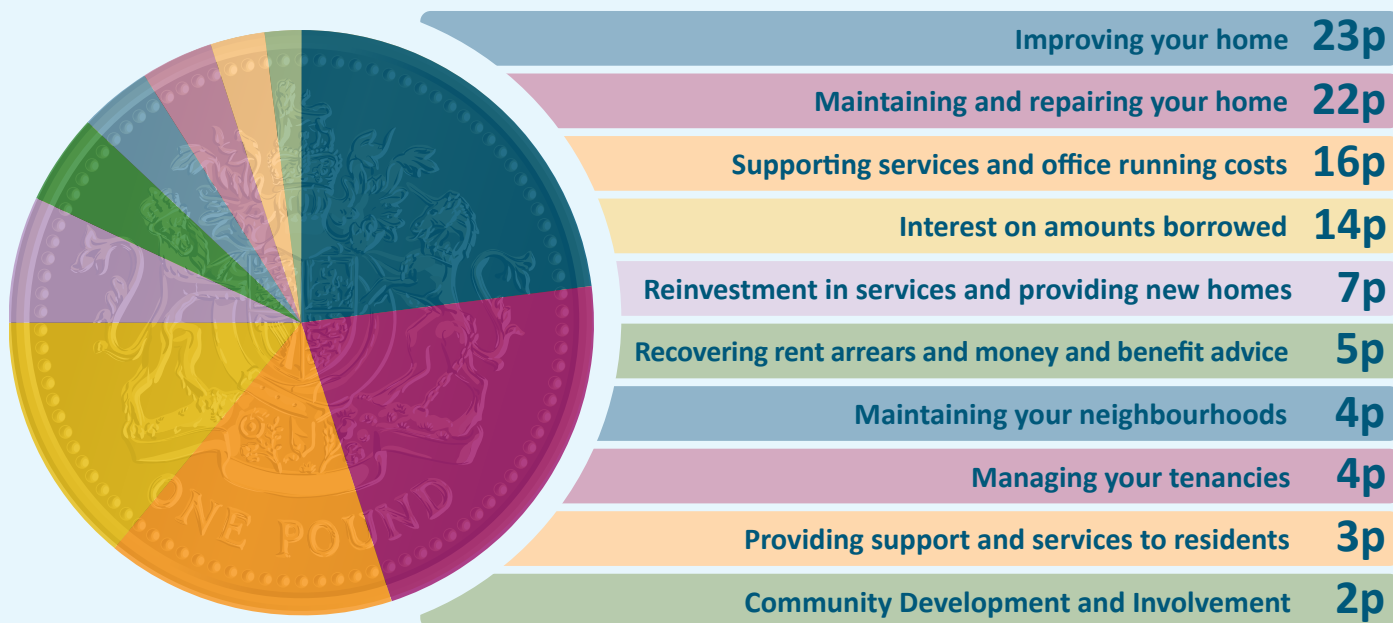 Improving your home 23p
Maintaining and repairing your home 22p
Supporting services and office running costs 16p
Interest on amounts borrowed 14p
Reinvestment in services and providing new homes 7p
Recovering rent arrears and money and benefit advice 5p
Maintaining your neighbourhoods 4p
Managing your tenancies 4p
Providing support and services to residents 3p
Community Development and Involvement 2p
ONE POUND